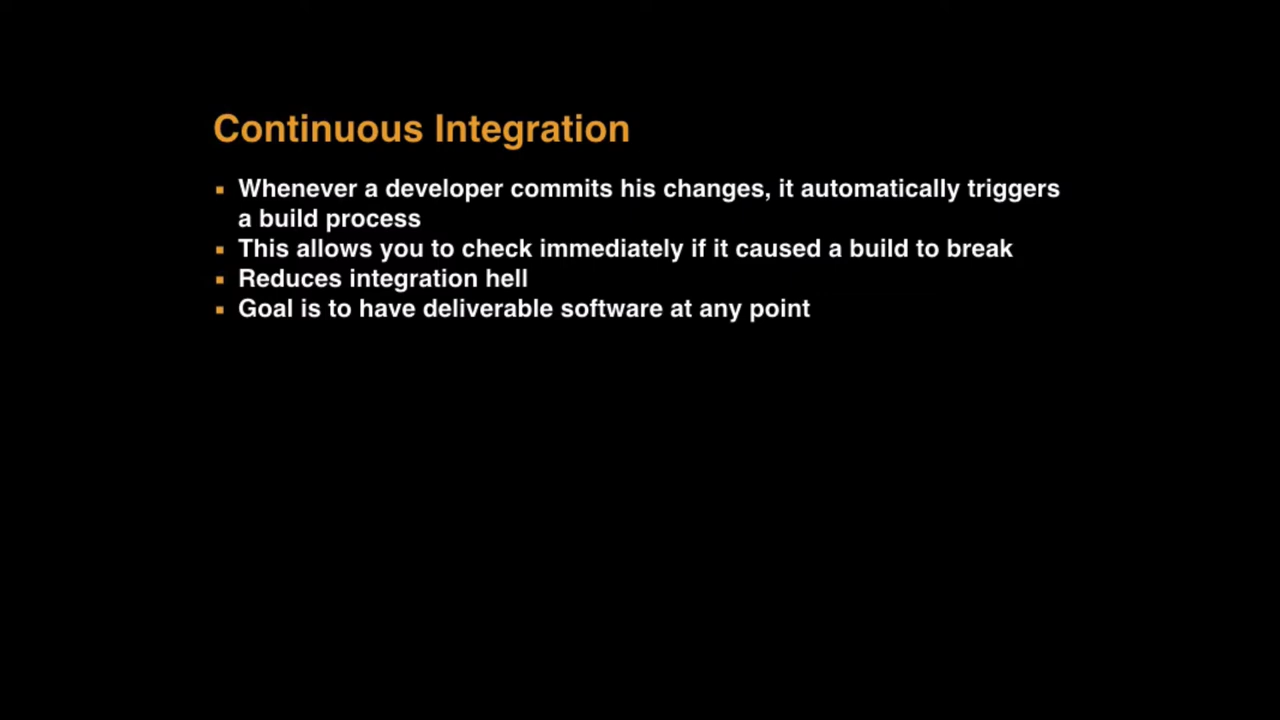 Continuous Integration
▪ Whenever a developer commits his changes, it automatically triggers
a build process
▪ This allows you to check immediately if it caused a build to break
▪ Reduces integration hell
▪ Goal is to have deliverable software at any point